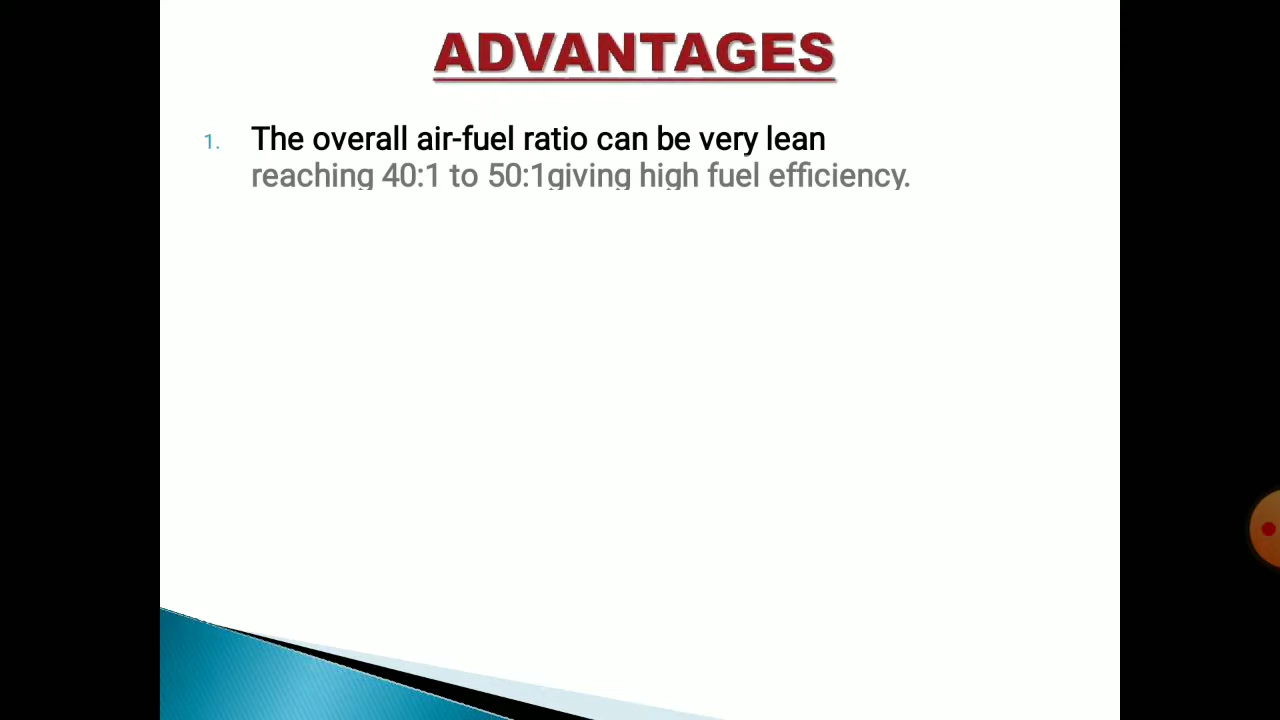 ADVANTAGES
1. The overall air-fuel ratio can be very lean
reaching 40:1 to 50:1giving high fuel efficiency.